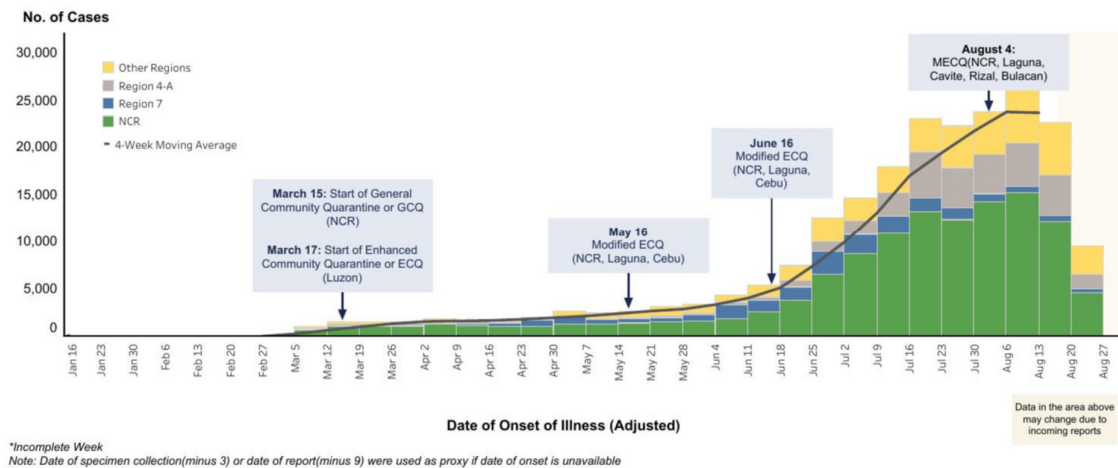 No. of Cases
30,000
25,000
20,000
15,000
10,000
5,000
0
Other Regions
Region 4-A
Region 7
NCR
4-Week Moving Average
March 15: Start of General
Community Quarantine or GCQ
(NCR)
March 17: Start of Enhanced
Community Quarantine or ECQ
(Luzon)
May 16
Modified ECQ
(NCR, Laguna, Cebu)
June 16
Modified ECQ
(NCR, Laguna,
Cebu)
August 4:
MECQ(NCR, Laguna,
Cavite, Rizal, Bulacan)
Jan 16
Jan 23
Jan 30
Feb 6
Feb 13
Feb 20
Feb 27
Mar 5
Mar 12
Mar 19
Mar 26
Apr 2
Apr 9
Apr 16
Apr 23
Apr 30
May 7
May 14
May 21
May 28
Jun 4
Jun 11
Jun 18
Jun 25
Jul 2
Jul 9
Jul 16
Jul 23
Jul 30
Aug 6
Aug 13
Aug 20
Aug 27
Date of Onset of Illness (Adjusted)
Data in the area above
may change due to
incoming reports
*Incomplete Week
Note: Date of specimen collection(minus 3) or date of report(minus 9) were used as proxy if date of onset is unavailable